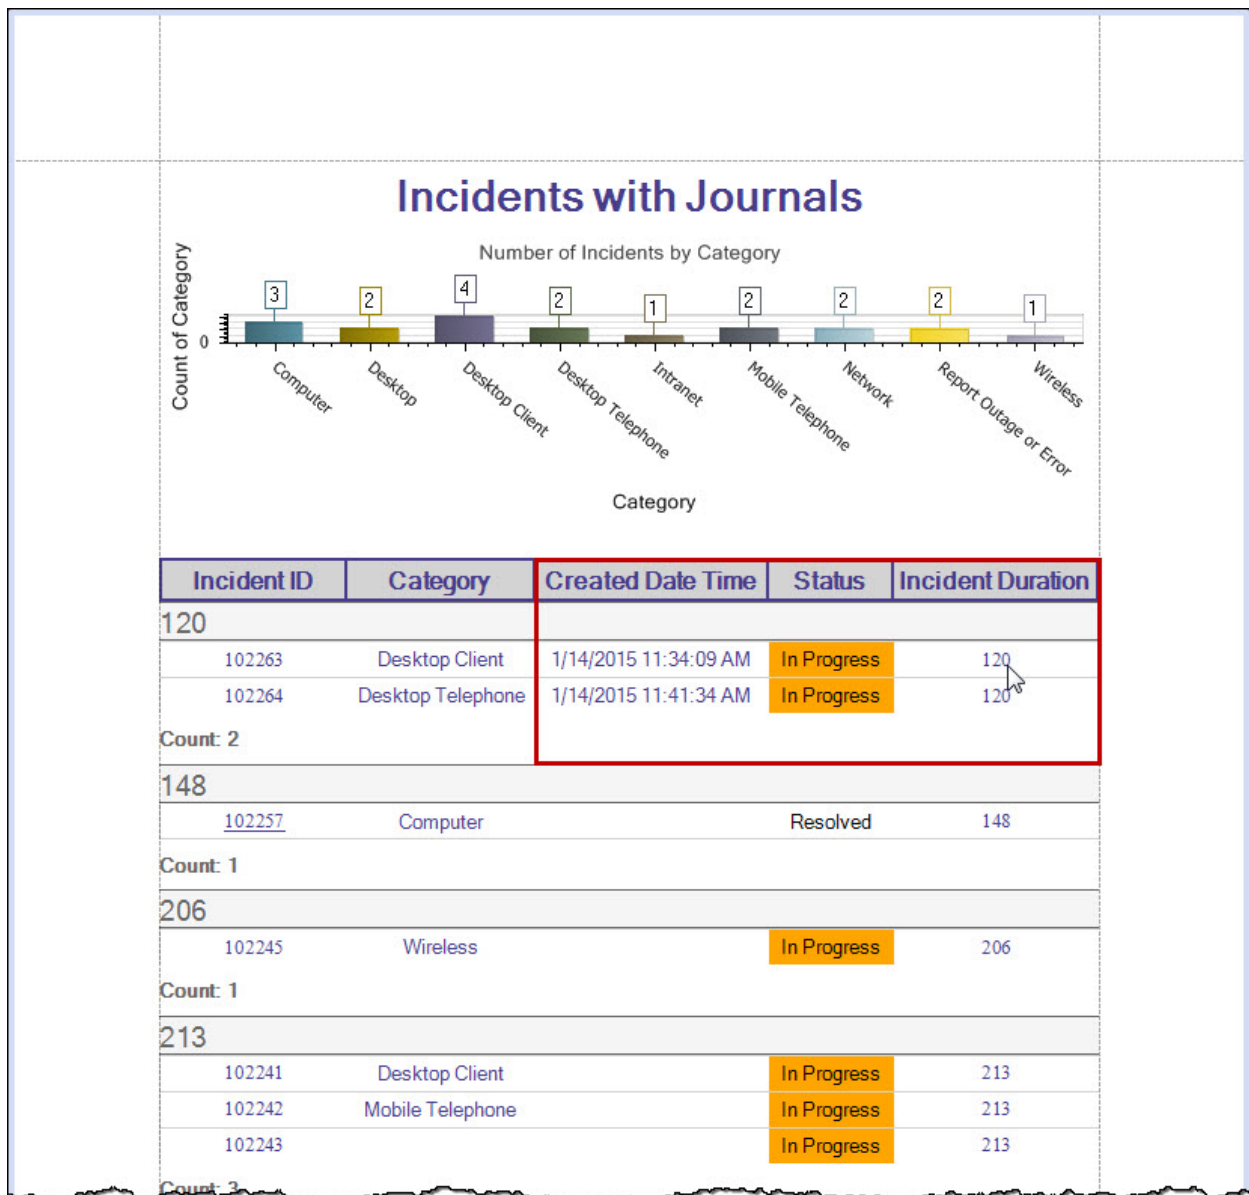 Incidents with Journals
Number of Incidents by Category
Count of Category
3 2 4 2 1 2 2 2 1
0
Computer Desktop Desktop Client Desktop Telephone Intranet Mobile Telephone Network Report Outage or Error Wireless
Category
Incident ID Category Created Date Time Status Incident Duration
120
102263 Desktop Client 1/14/2015 11:34:09 AM In Progress 120
102264 Desktop Telephone 1/14/2015 11:41:34 AM In Progress 120
Count: 2
148
102257 Computer Resolved 148
Count: 1
206
102245 Wireless In Progress 206
Count: 1
213
102241 Desktop Client In Progress 213
102242 Mobile Telephone In Progress 213
102243 In Progress 213
Count: 3